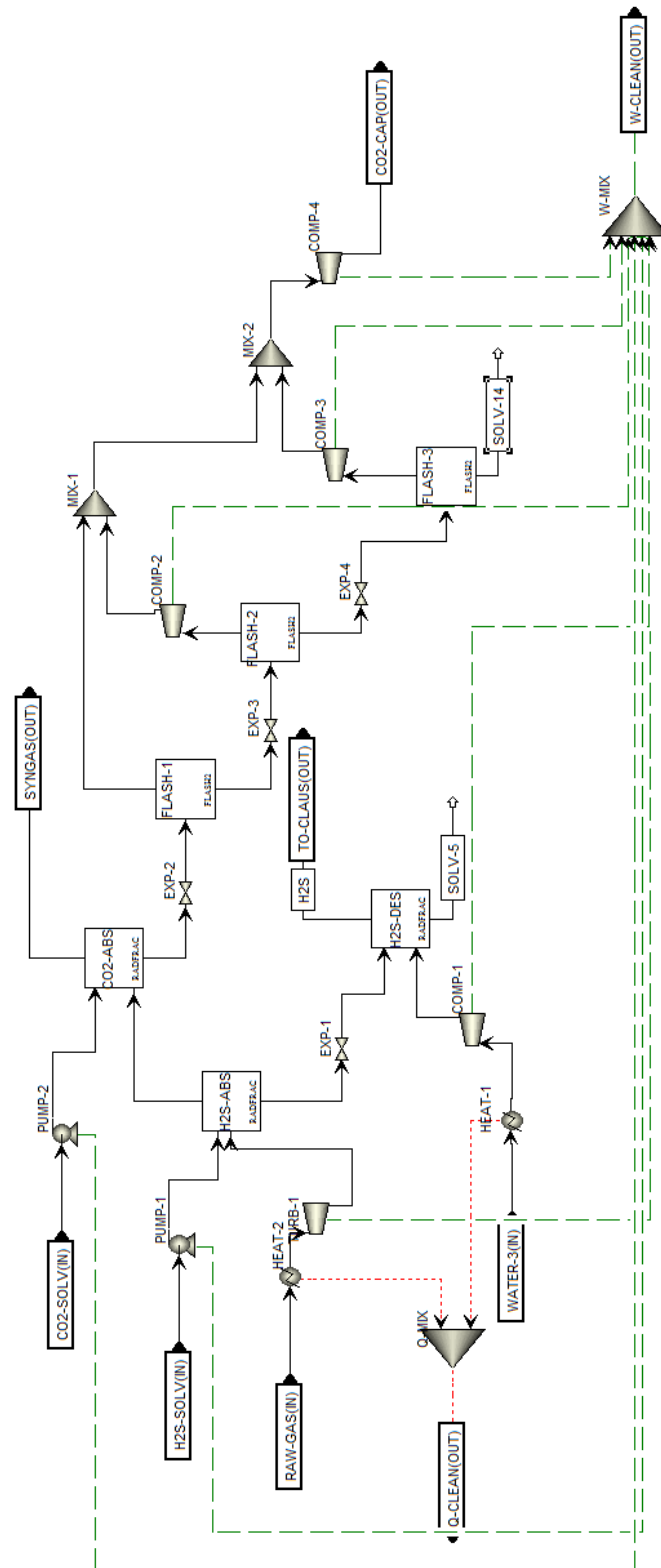 W-CLEAN(OUT)
W-MIX
CO2-CAP(OUT)
COMP-4
MIX-2
COMP-3
SOLV-14
FLASH-3
FLASH2
MIX-1
COMP-2
EXP-4
FLASH-2
FLASH2
EXP-3
SYNGAS(OUT)
FLASH-1
FLASH2
TO-CLAUS(OUT)
H2S
SOLV-5
EXP-2
H2S-DES
RADFRAC
CO2-ABS
RADFRAC
COMP-1
EXP-1
PUMP-2
H2S-ABS
RADFRAC
HEAT-1
PUMP-1
HEAT-2
CO2-SOLV(IN)
WATER-3(IN)
Q-MIX
H2S-SOLV(IN)
RAW-GAS(IN)
Q-CLEAN(OUT)